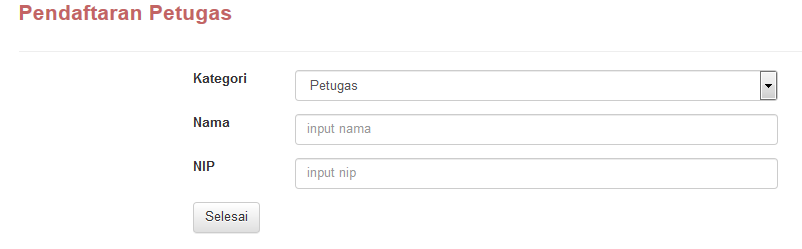 Pendaftaran Petugas
Kategori Petugas
Nama input nama
NIP input nip
Selesai